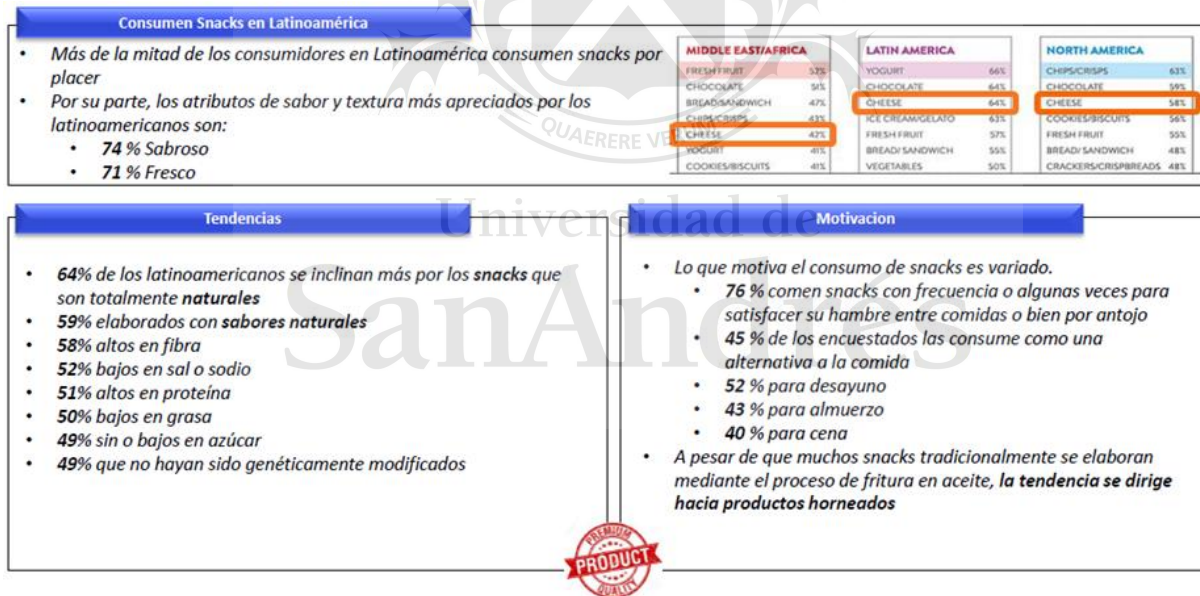 Consumen Snacks en Latinoamérica
• Más de la mitad de los consumidores en Latinoamérica consumen snacks por
placer
• Por su parte, los atributos de sabor y textura más apreciados por los
latinoamericanos son:
• 74 % Sabroso
• 71 % Fresco
MIDDLE EAST/AFRICA
FRESH FRUIT 52%
CHOCOLATE 51%
BREAD/SANDWICH 47%
CHIPS/CRISPS 43%
CHEESE 42%
YOGURT 41%
COOKIES/BISCUITS 41%
LATIN AMERICA
YOGURT 66%
CHOCOLATE 64%
CHEESE 64%
ICE CREAM/GELATO 63%
FRESH FRUIT 57%
BREAD/ SANDWICH 55%
VEGETABLES 50%
NORTH AMERICA
CHIPS/CRISPS 63%
CHOCOLATE 59%
CHEESE 58%
COOKIES/BISCUITS 56%
FRESH FRUIT 55%
BREAD/ SANDWICH 48%
CRACKERS/CRISPBREADS 48%
QUAERERE
Universidad de
SanAndrés
Tendencias
• 64% de los latinoamericanos se inclinan más por los snacks que
son totalmente naturales
• 59% elaborados con sabores naturales
• 58% altos en fibra
• 52% bajos en sal o sodio
• 51% altos en proteína
• 50% bajos en grasa
• 49% sin o bajos en azúcar
• 49% que no hayan sido genéticamente modificados
Motivacion
• Lo que motiva el consumo de snacks es variado.
• 76 % comen snacks con frecuencia o algunas veces para
satisfacer su hambre entre comidas o bien por antojo
• 45 % de los encuestados las consume como una
alternativa a la comida
• 52 % para desayuno
• 43 % para almuerzo
• 40 % para cena
• A pesar de que muchos snacks tradicionalmente se elaboran
mediante el proceso de fritura en aceite, la tendencia se dirige
hacia productos horneados
PREMIUM
PRODUCT
QUALITY